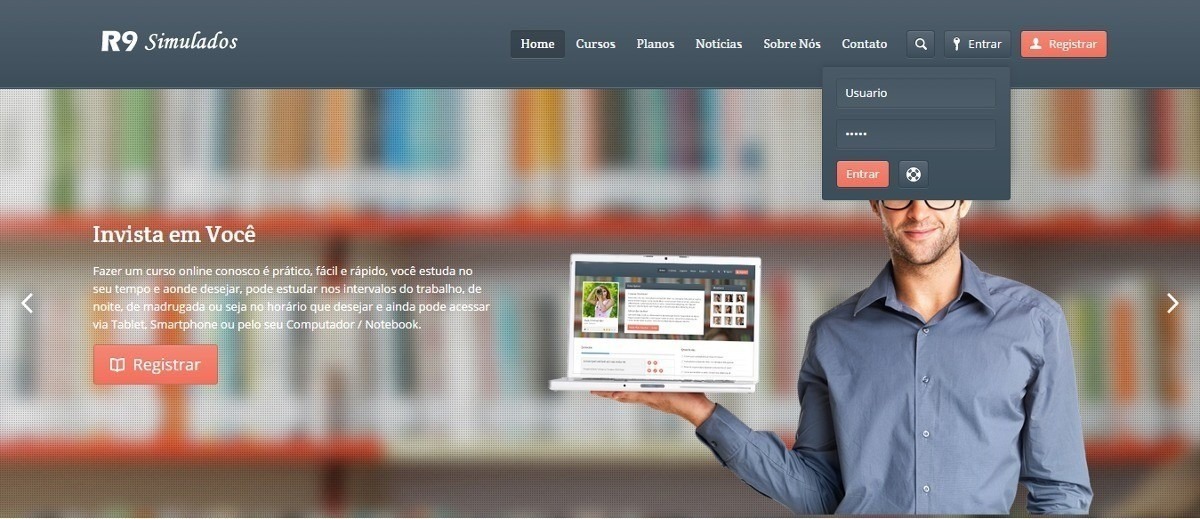 R9 Simulados
Home Cursos Planos Notícias Sobre Nós Contato Entrar Registrar
Usuario
•••••
Entrar
Invista em Você
Fazer um curso online conosco é prático, fácil e rápido, você estuda no
seu tempo e aonde desejar, pode estudar nos intervalos do trabalho, de
noite, de madrugada ou seja no horário que desejar e ainda pode acessar
via Tablet, Smartphone ou pelo seu Computador / Notebook.
Registrar